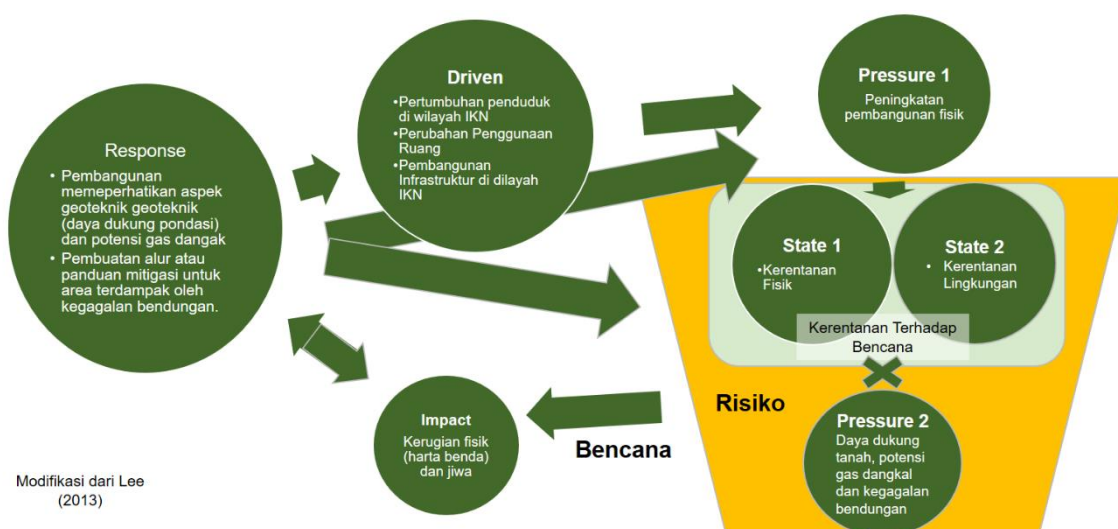 Response
• Pembangunan
memeperhatikan aspek
geoteknik geoteknik
(daya dukung pondasi)
dan potensi gas dangak
• Pembuatan alur atau
panduan mitigasi untuk
area terdampak oleh
kegagalan bendungan.
Driven
•Pertumbuhan penduduk
di wilayah IKN
•Perubahan Penggunaan
Ruang
•Pembangunan
Infrastruktur di dilayah
IKN
Pressure 1
Peningkatan
pembangunan fisik
State 1
•Kerentanan
Fisik
State 2
• Kerentanan
Lingkungan
Kerentanan Terhadap
Bencana
Risiko
Pressure 2
Daya dukung
tanah, potensi
gas dangkal
dan kegagalan
bendungan
Bencana
Impact
Kerugian fisik
(harta benda)
dan jiwa
Modifikasi dari Lee
(2013)